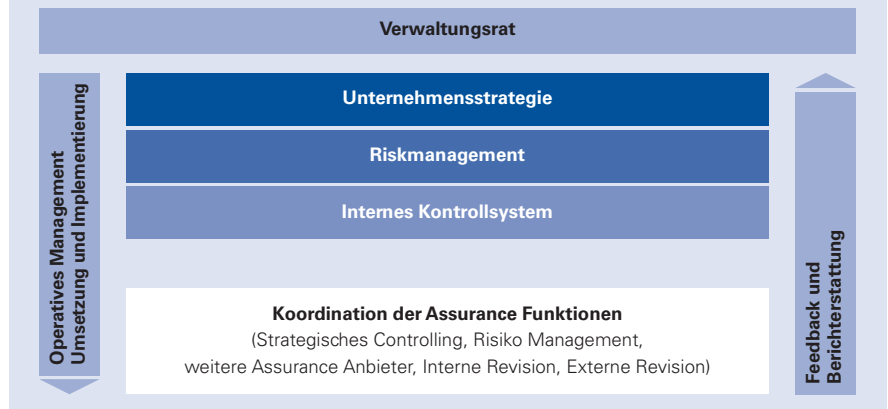 Verwaltungsrat
Operatives Management
Umsetzung und Implementierung
Unternehmensstrategie
Riskmanagement
Internes Kontrollsystem
Koordination der Assurance Funktionen
(Strategisches Controlling, Risiko Management,
weitere Assurance Anbieter, Interne Revision, Externe Revision)
Feedback und
Berichterstattung